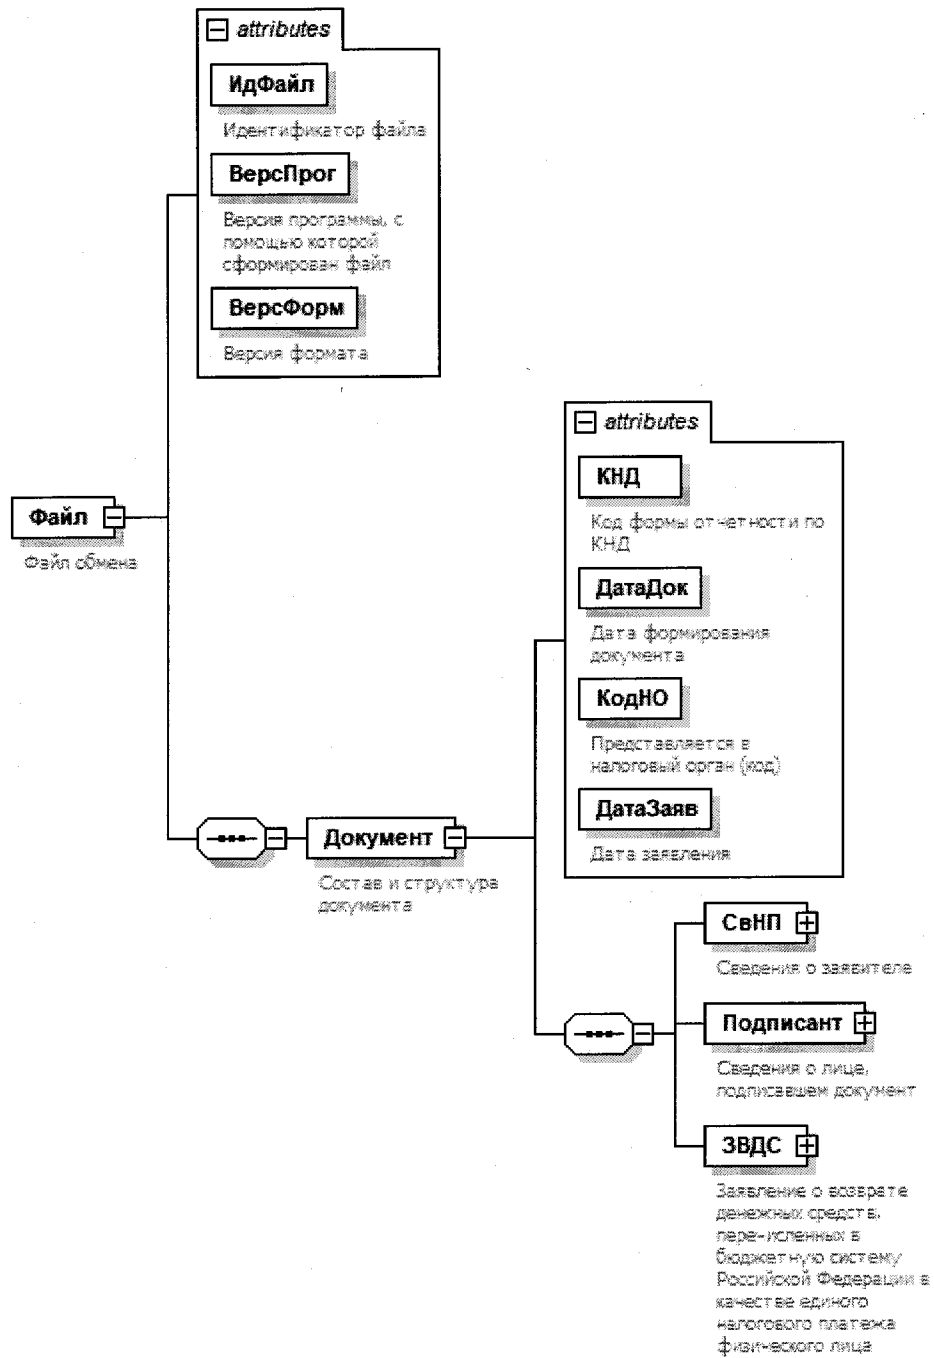 attributes
ИдФайл
Идентификатор файла
ВерсПрог
Версия программы, с
помощью которой
сформирован файл
ВерсФорм
Версия формата
Файл
Файл обмена
attributes
КНД
Код формы отчетности по
КНД
ДатаДок
Дата формирования
документа
КодНО
Представляется в
налоговый орган (код)
ДатаЗаяв
Дата заявления
Документ
Состав и структура
документа
СвНП
Сведения о заявителе
Подписант
Сведения о лице,
подписавшем документ
ЗВДС
Заявление о возврате
денежных средств,
перечисленных в
бюджетную систему
Российской Федерации в
качестве единого
налогового платежа
физического лица